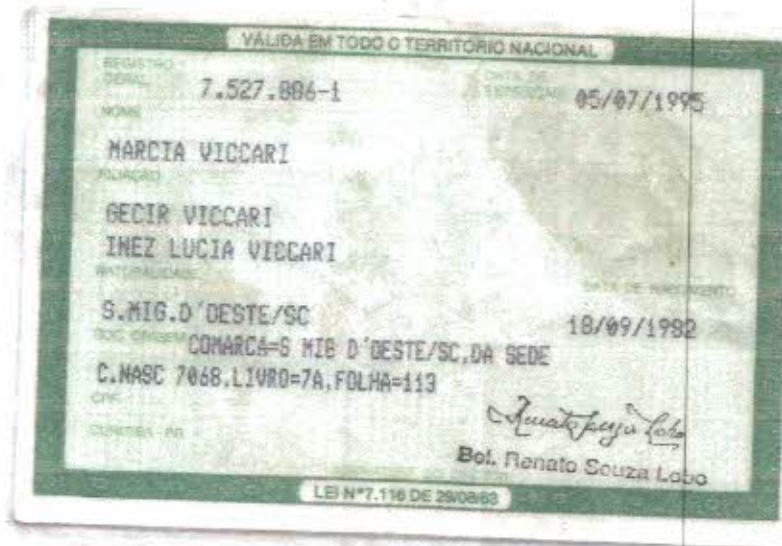 VÁLIDA EM TODO O TERRITÓRIO NACIONAL
REGISTRO GERAL 7.527.886-1 DATA DE EXPEDIÇÃO 05/07/1995
NOME
MARCIA VICCARI
FILIAÇÃO
GECIR VICCARI
INEZ LUCIA VICCARI
NATURALIDADE DATA DE NASCIMENTO
S.MIG.D'OESTE/SC 18/09/1982
DOC ORIGEM COMARCA=S MIG D'OESTE/SC,DA SEDE
C.NASC 7068,LIVRO=7A,FOLHA=113
CPF
CURITIBA - PR
Bel. Renato Souza Lobo
LEI Nº7.116 DE 29/08/83